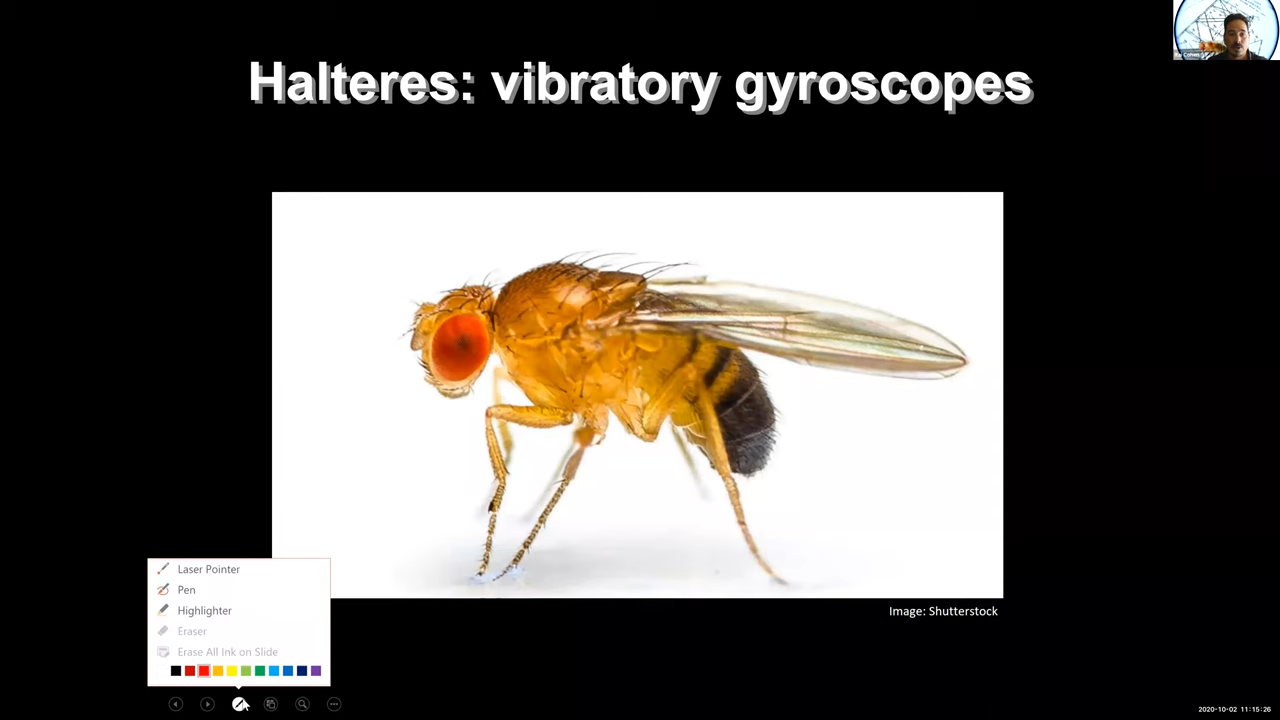 Halteres: vibratory gyroscopes
Image: Shutterstock
Laser Pointer
Pen
Highlighter
Eraser
Erase All Ink on Slide
2020-10-02 11:15:26